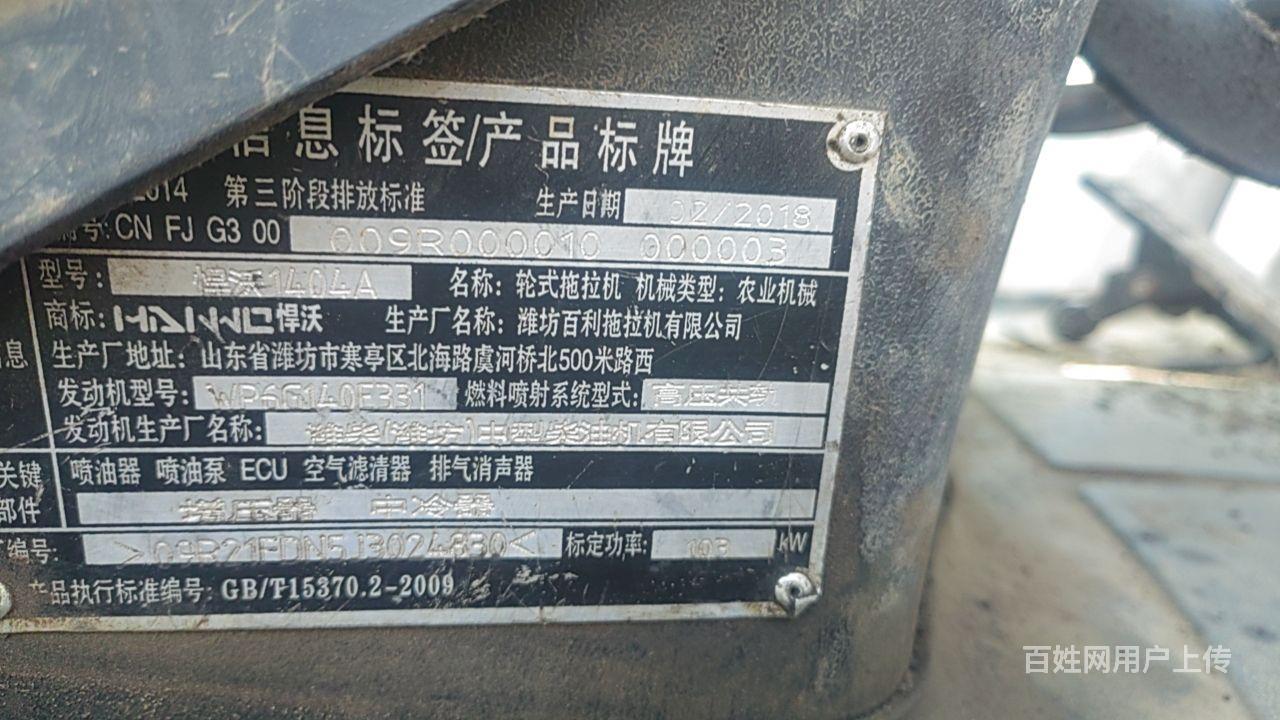 信息标签/产品标牌
2014 第三阶段排放标准 生产日期 02/2018
编号: CN FJ G3 00 009R000010 000003
型号: 悍沃1404A 名称: 轮式拖拉机 机械类型: 农业机械
商标: HANWO悍沃 生产厂名称: 潍坊百利拖拉机有限公司
息 生产厂地址: 山东省潍坊市寒亭区北海路虞河桥北500米路西
发动机型号: WP6G140E331 燃料喷射系统型式: 高压共轨
发动机生产厂名称: 潍柴(潍坊)中型柴油机有限公司
关键 喷油器 喷油泵 ECU 空气滤清器 排气消声器
部件 增压器 中冷器
编号: 标定功率: 103 kW
产品执行标准编号: GB/T15370.2-2009
百姓网用户上传